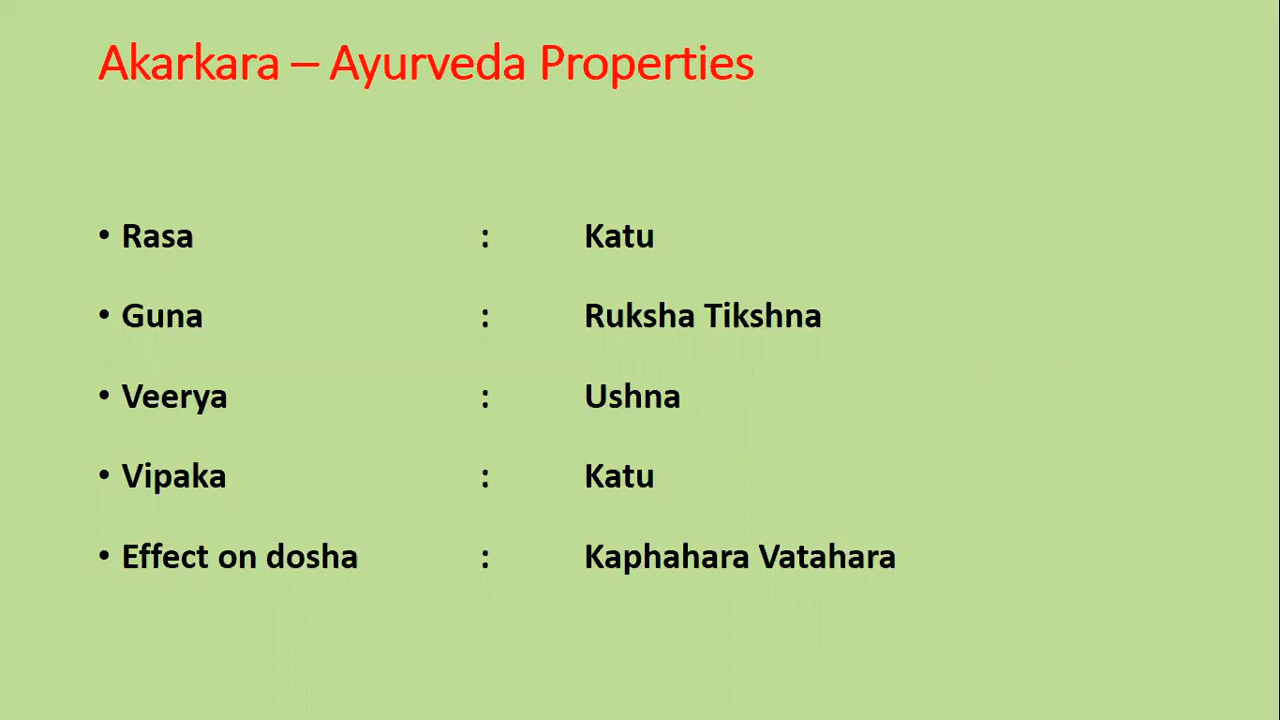 Akarkara – Ayurveda Properties
• Rasa : Katu
• Guna : Ruksha Tikshna
• Veerya : Ushna
• Vipaka : Katu
• Effect on dosha : Kaphahara Vatahara